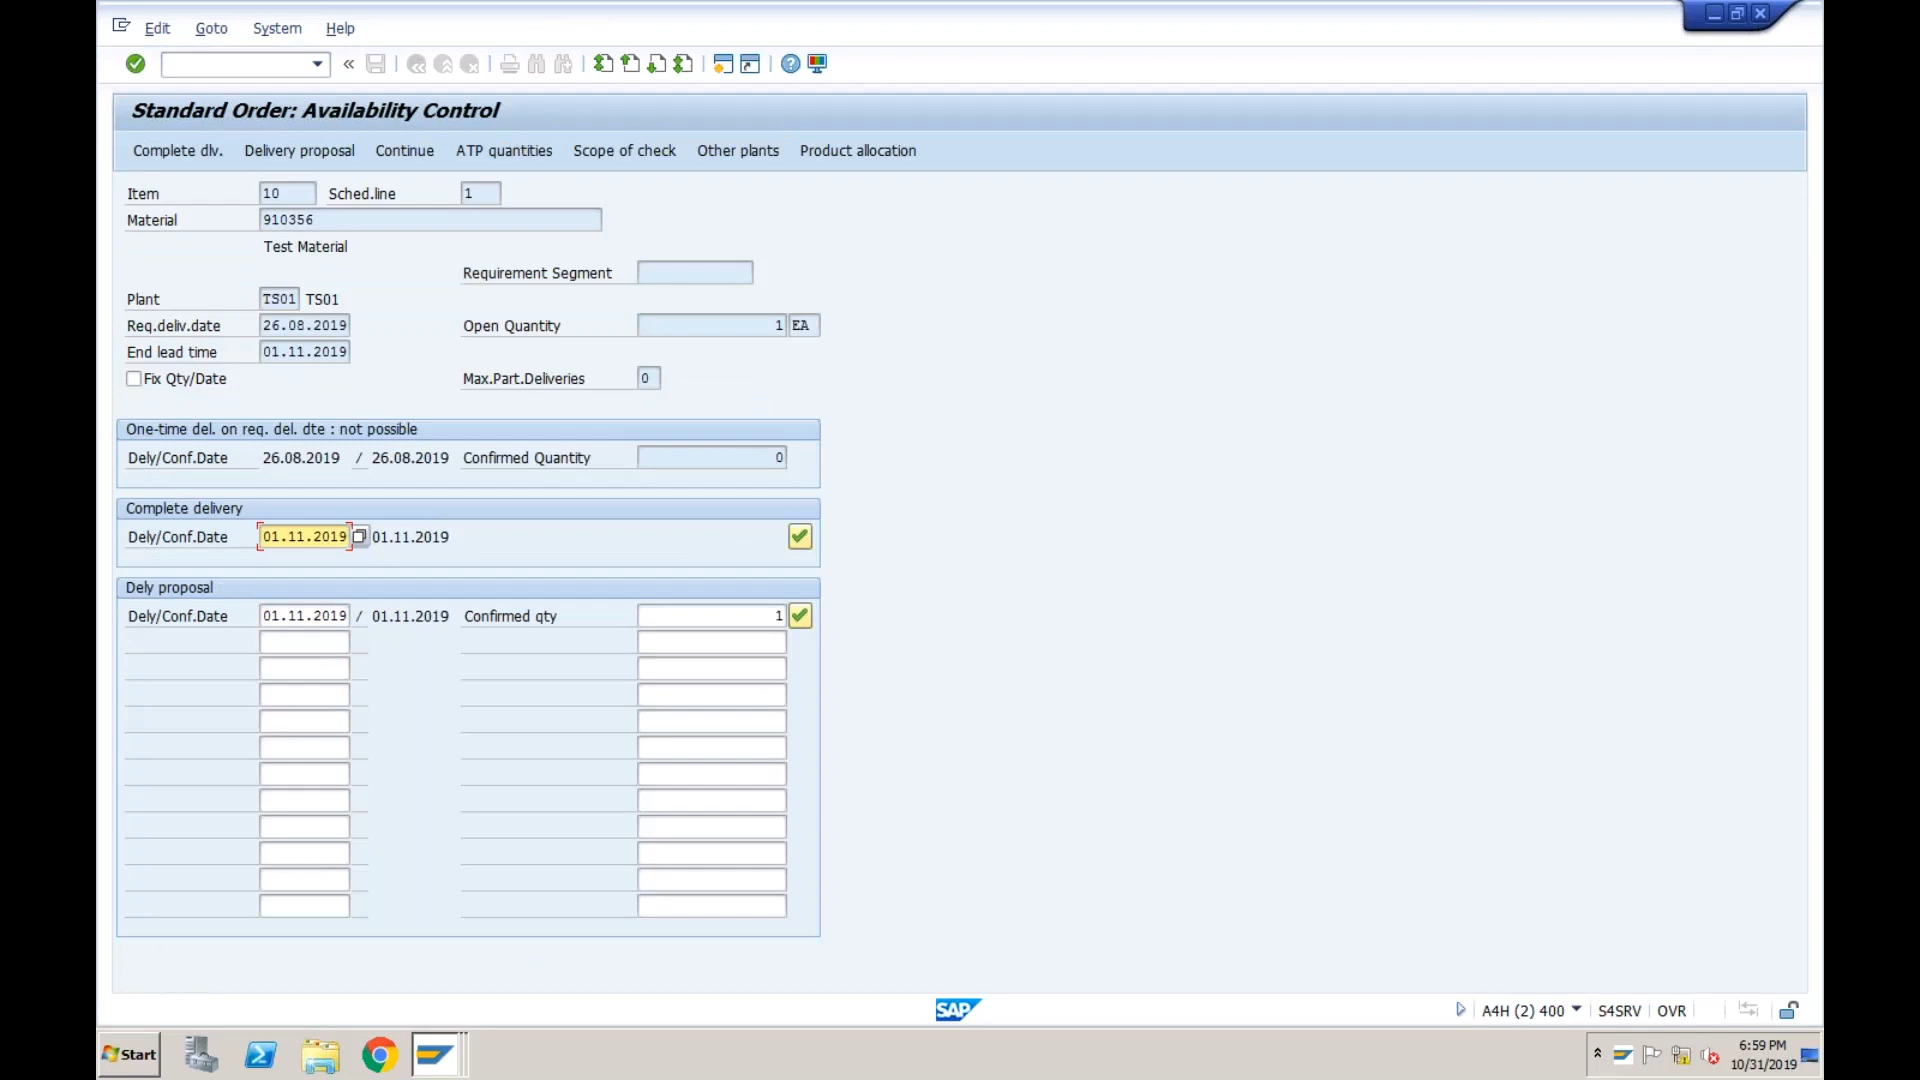 Edit Goto System Help
Standard Order: Availability Control
Complete dlv. Delivery proposal Continue ATP quantities Scope of check Other plants Product allocation
Item 10 Sched.line 1
Material 910356
Test Material
Requirement Segment
Plant TS01 TS01
Req.deliv.date 26.08.2019 Open Quantity 1 EA
End lead time 01.11.2019
Fix Qty/Date Max.Part.Deliveries 0
One-time del. on req. del. dte : not possible
Dely/Conf.Date 26.08.2019 / 26.08.2019 Confirmed Quantity 0
Complete delivery
Dely/Conf.Date 01.11.2019 01.11.2019
Dely proposal
Dely/Conf.Date 01.11.2019 / 01.11.2019 Confirmed qty 1
SAP A4H (2) 400 S4SRV OVR
Start 6:59 PM
10/31/2019